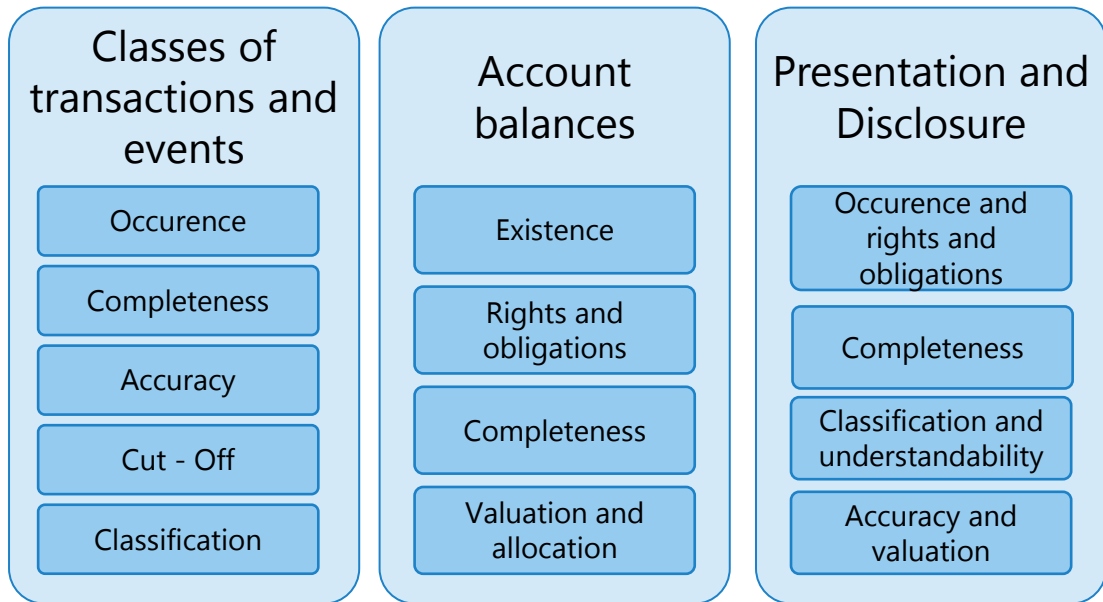 Classes of
transactions and
events
Occurence
Completeness
Accuracy
Cut - Off
Classification
Account
balances
Existence
Rights and
obligations
Completeness
Valuation and
allocation
Presentation and
Disclosure
Occurence and
rights and
obligations
Completeness
Classification and
understandability
Accuracy and
valuation